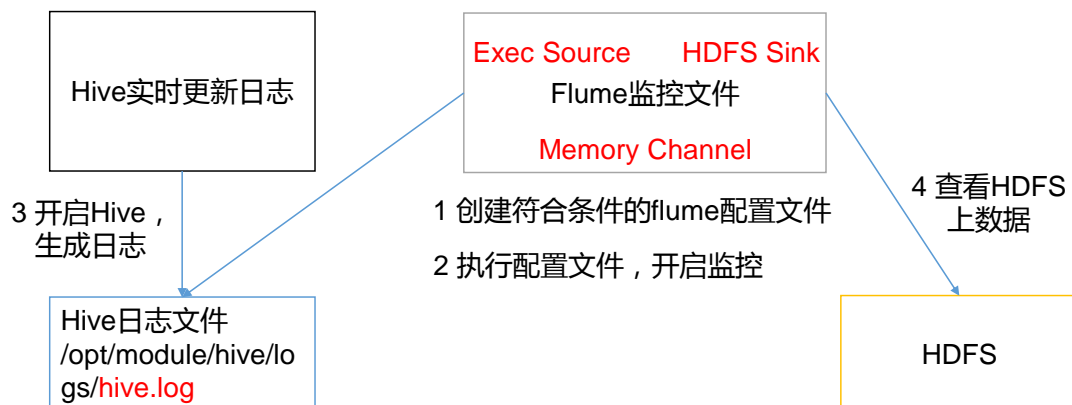 Exec Source HDFS Sink
Hive实时更新日志
Flume监控文件
Memory Channel
3 开启Hive，
生成日志
1 创建符合条件的flume配置文件
2 执行配置文件，开启监控
4 查看HDFS
上数据
Hive日志文件
/opt/module/hive/lo
gs/hive.log
HDFS